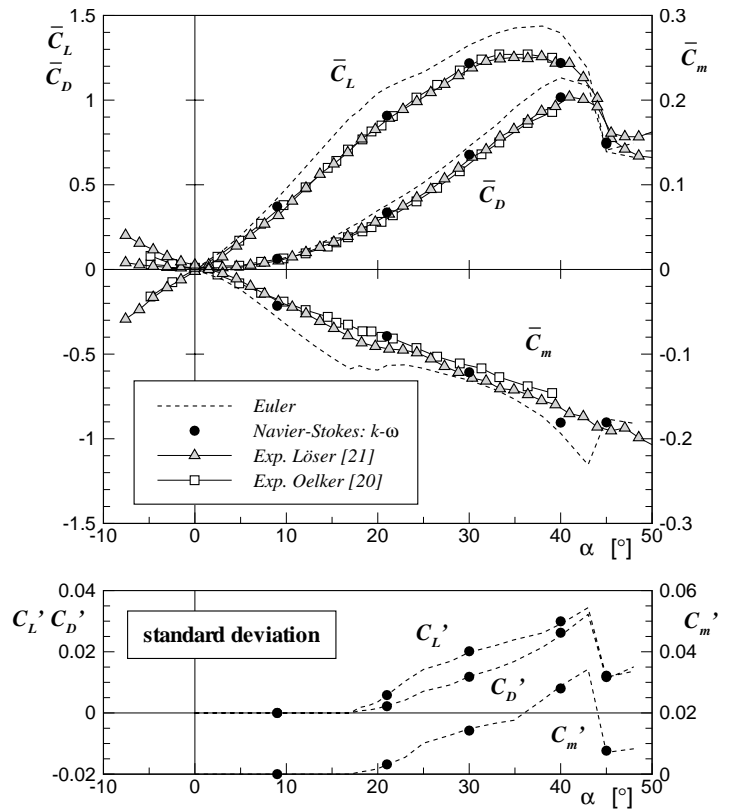 1.5
1
0.5
0
-0.5
-1
-1.5
C̄L
C̄D
0.3
0.2
0.1
0
-0.1
-0.2
-0.3
C̄m
C̄L
C̄D
C̄m
Euler
Navier-Stokes: k-ω
Exp. Löser [21]
Exp. Oelker [20]
-10 0 10 20 30 40 50
α [°]
0.04
0.02
0
-0.02
CL' CD'
0.06
0.04
0.02
0
Cm'
standard deviation
CL'
CD'
Cm'
-10 0 10 20 30 40 50
α [°]